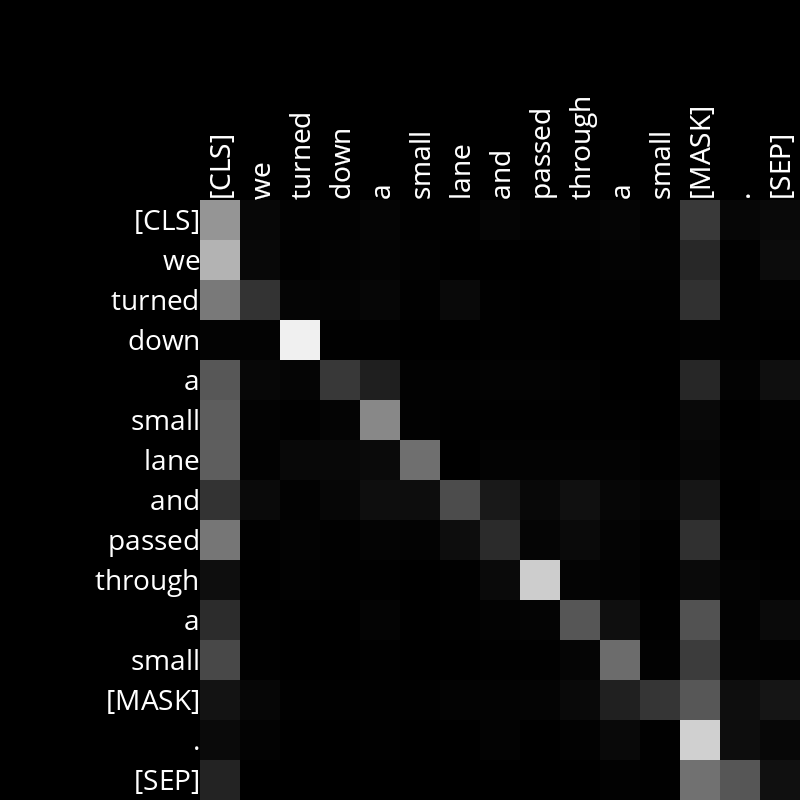 [CLS] we turned down a small lane and passed through a small [MASK] . [SEP]
[CLS]
we
turned
down
a
small
lane
and
passed
through
a
small
[MASK]
.
[SEP]